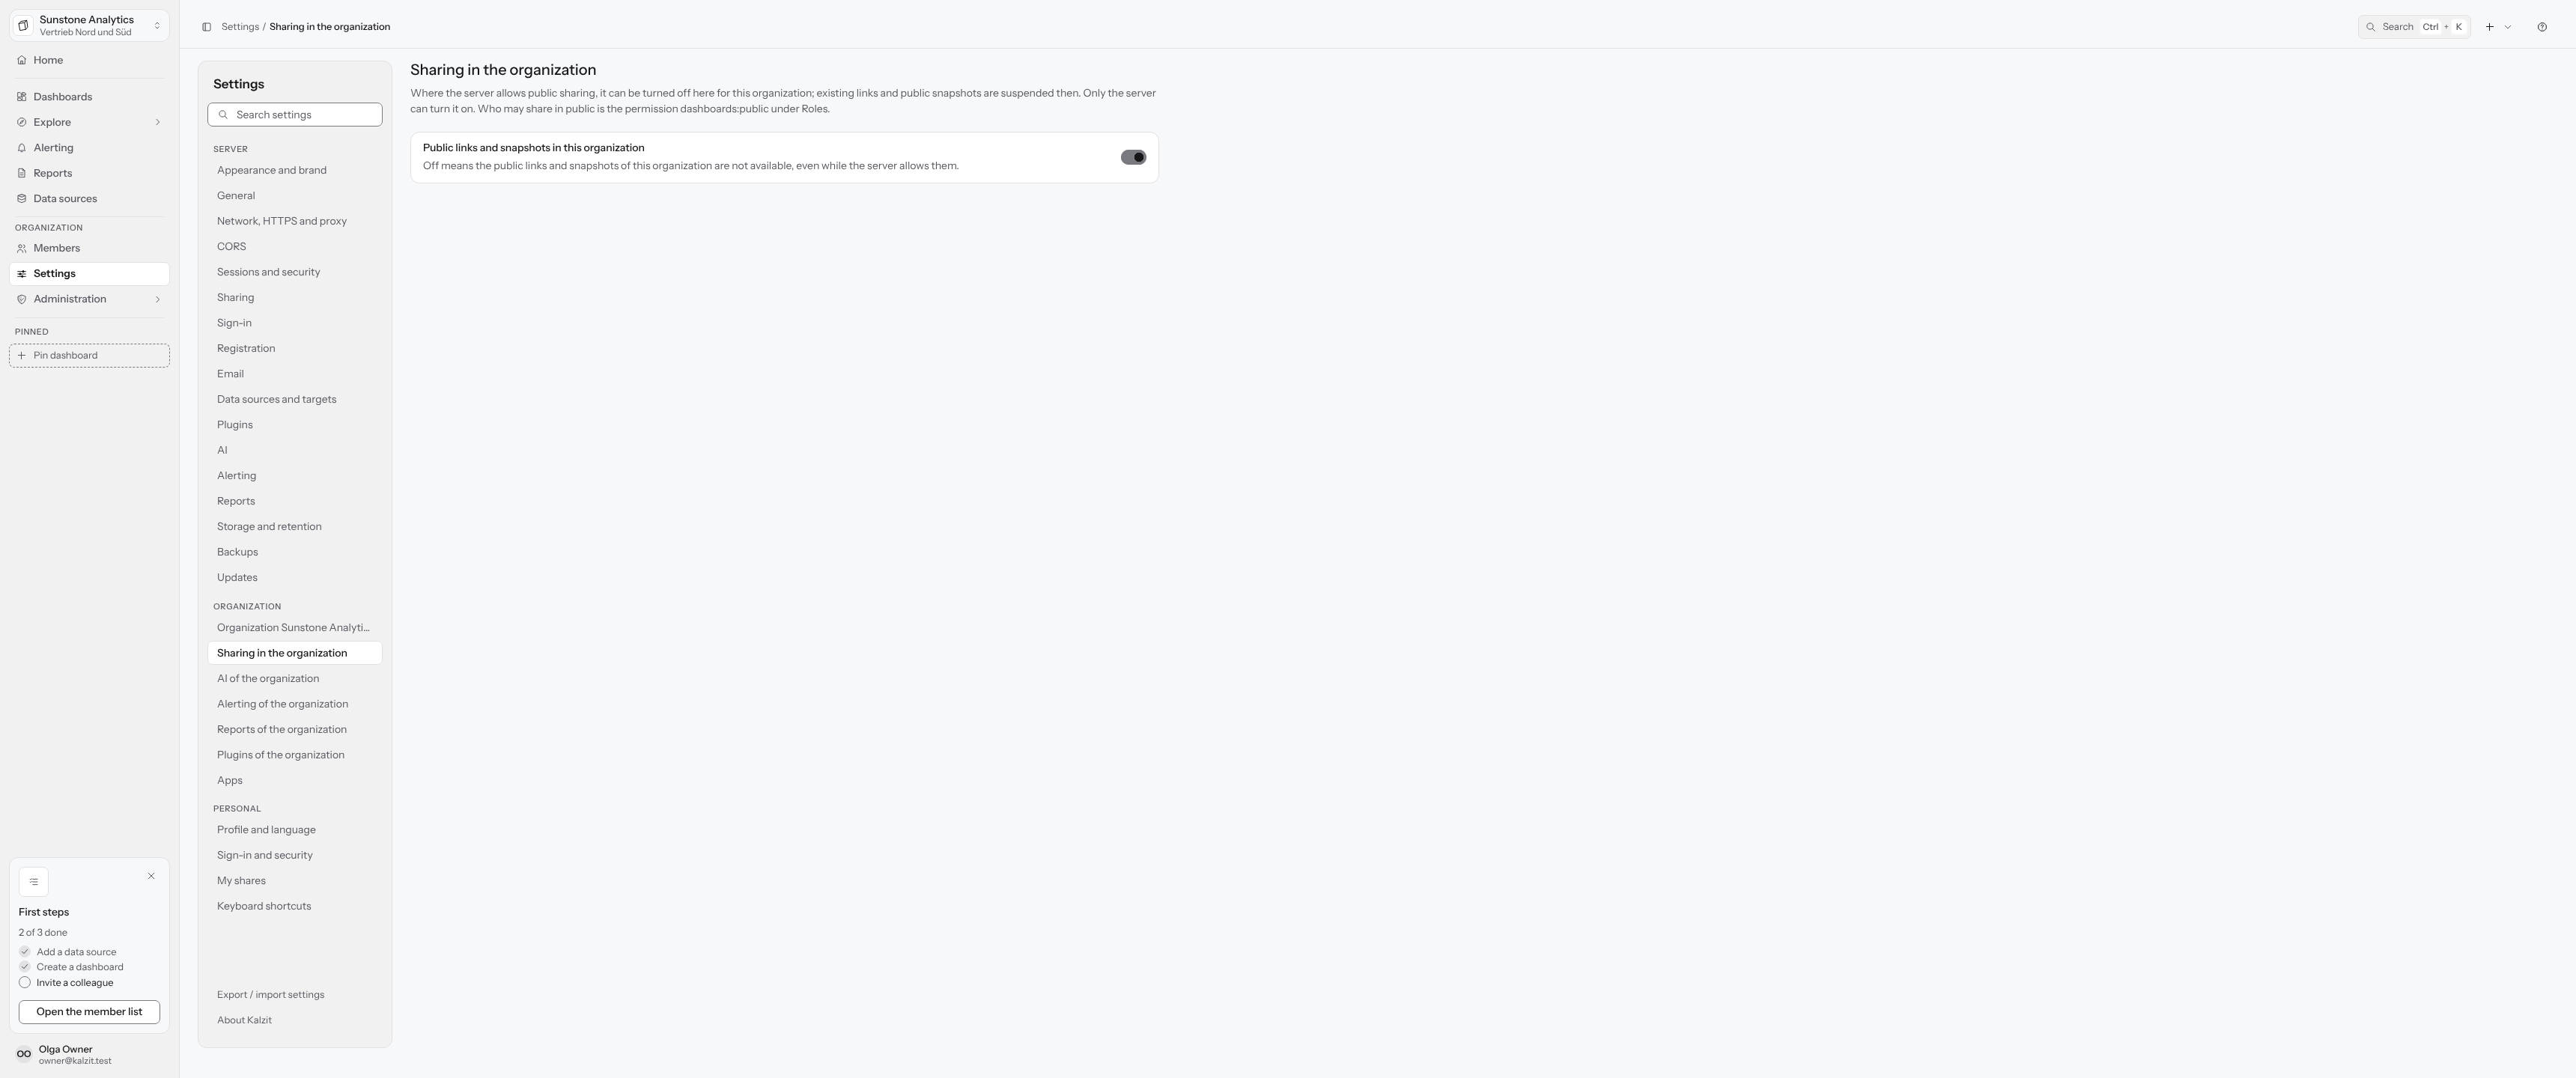 Sunstone Analytics
Vertrieb Nord und Süd
Home
Dashboards
Explore
Alerting
Reports
Data sources
ORGANIZATION
Members
Settings
Administration
PINNED
Pin dashboard
First steps
2 of 3 done
Add a data source
Create a dashboard
Invite a colleague
Open the member list
OO
Olga Owner
owner@kalzit.test
Settings / Sharing in the organization
Search Ctrl + K
Settings
Search settings
SERVER
Appearance and brand
General
Network, HTTPS and proxy
CORS
Sessions and security
Sharing
Sign-in
Registration
Email
Data sources and targets
Plugins
AI
Alerting
Reports
Storage and retention
Backups
Updates
ORGANIZATION
Organization Sunstone Analyti...
Sharing in the organization
AI of the organization
Alerting of the organization
Reports of the organization
Plugins of the organization
Apps
PERSONAL
Profile and language
Sign-in and security
My shares
Keyboard shortcuts
Export / import settings
About Kalzit
Sharing in the organization
Where the server allows public sharing, it can be turned off here for this organization; existing links and public snapshots are suspended then. Only the server
can turn it on. Who may share in public is the permission dashboards:public under Roles.
Public links and snapshots in this organization
Off means the public links and snapshots of this organization are not available, even while the server allows them.